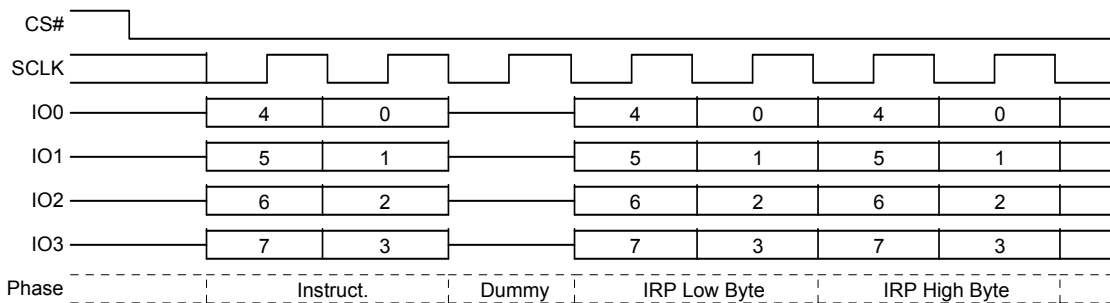 CS#
SCLK
IO0 4 0 4 0 4 0
IO1 5 1 5 1 5 1
IO2 6 2 6 2 6 2
IO3 7 3 7 3 7 3
Phase Instruct. Dummy IRP Low Byte IRP High Byte